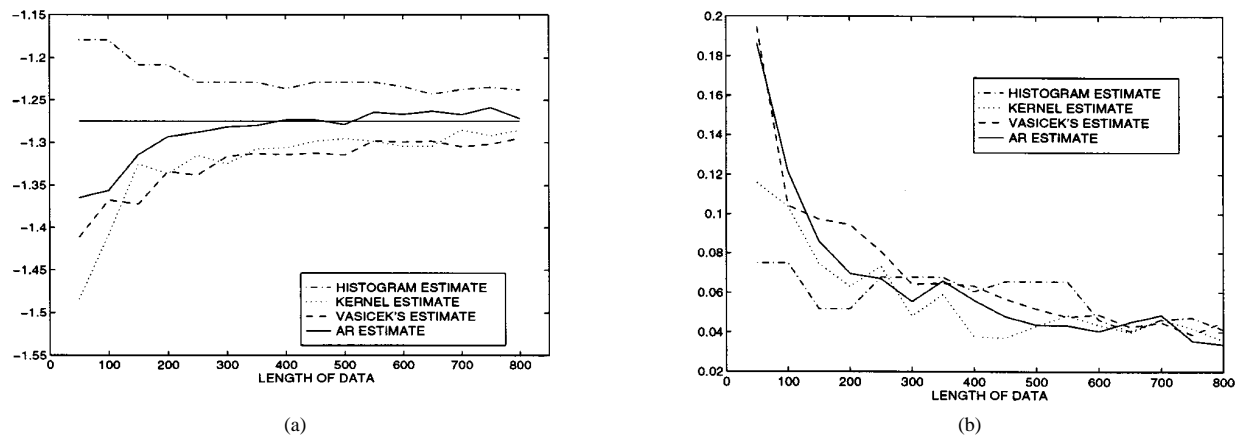 −1.15
−1.2
−1.25
−1.3
−1.35
−1.4
−1.45
−1.5
−1.55
0 100 200 300 400 500 600 700 800
LENGTH OF DATA
HISTOGRAM ESTIMATE
KERNEL ESTIMATE
VASICEK'S ESTIMATE
AR ESTIMATE
(a)
0.2
0.18
0.16
0.14
0.12
0.1
0.08
0.06
0.04
0.02
0 100 200 300 400 500 600 700 800
LENGTH OF DATA
HISTOGRAM ESTIMATE
KERNEL ESTIMATE
VASICEK'S ESTIMATE
AR ESTIMATE
(b)